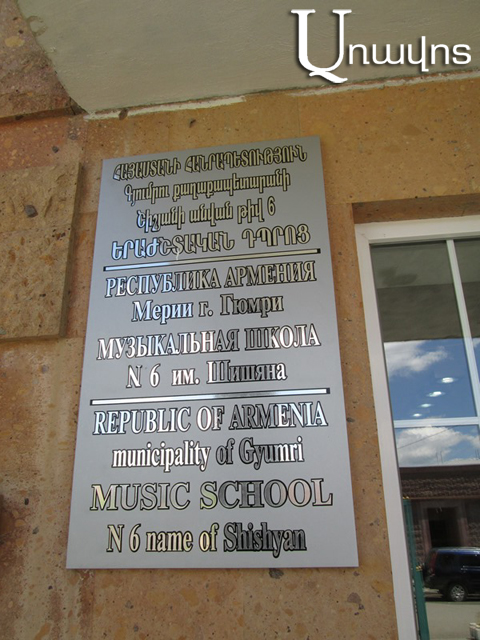 Առավոտ
ՀԱՅԱՍՏԱՆԻ ՀԱՆՐԱՊԵՏՈՒԹՅՈՒՆ
Գյումրու քաղաքապետարանի
Շիշյանի անվան թիվ 6
ԵՐԱԺՇՏԱԿԱՆ ԴՊՐՈՑ
РЕСПУБЛИКА АРМЕНИЯ
Мерии г. Гюмри
МУЗЫКАЛЬНАЯ ШКОЛА
N 6 им. Шишяна
REPUBLIC OF ARMENIA
municipality of Gyumri
MUSIC SCHOOL
N 6 name of Shishyan